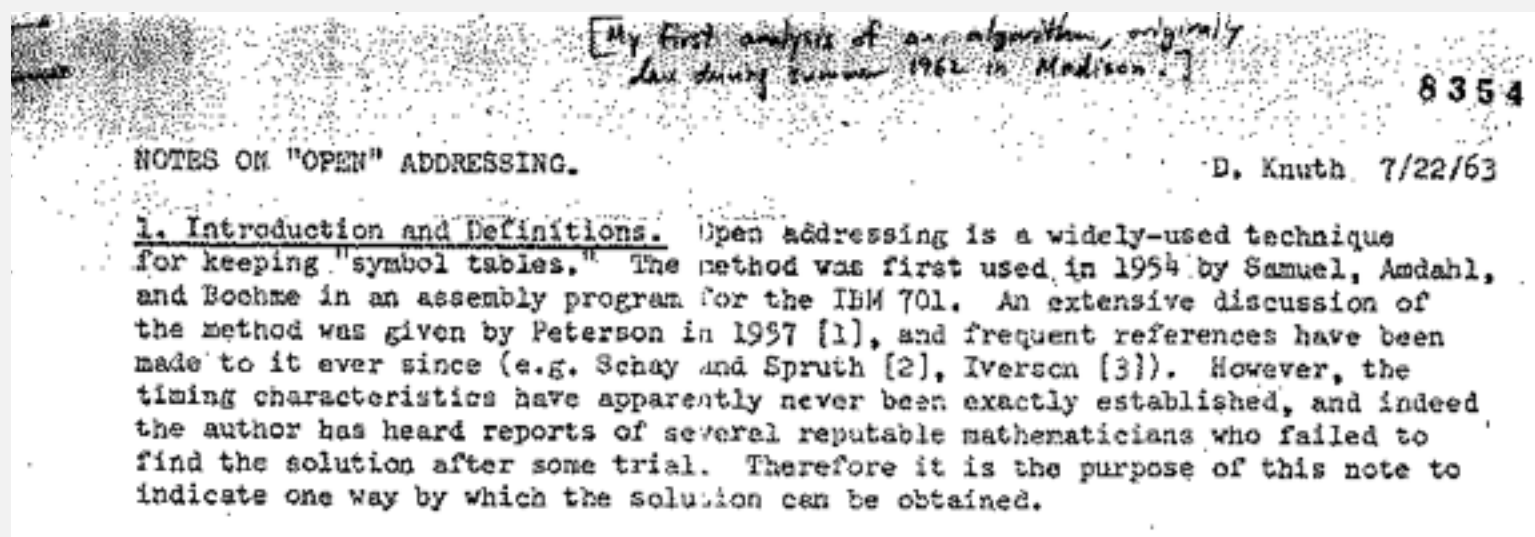 [My first analysis of an algorithm, originally
done during summer 1962 in Madison.]
8354
NOTES ON "OPEN" ADDRESSING.
D. Knuth 7/22/63
1. Introduction and Definitions. Open addressing is a widely-used technique
for keeping "symbol tables." The method was first used in 1954 by Samuel, Amdahl,
and Boehme in an assembly program for the IBM 701. An extensive discussion of
the method was given by Peterson in 1957 [1], and frequent references have been
made to it ever since (e.g. Schay and Spruth [2], Iverson [3]). However, the
timing characteristics have apparently never been exactly established, and indeed
the author has heard reports of several reputable mathematicians who failed to
find the solution after some trial. Therefore it is the purpose of this note to
indicate one way by which the solution can be obtained.